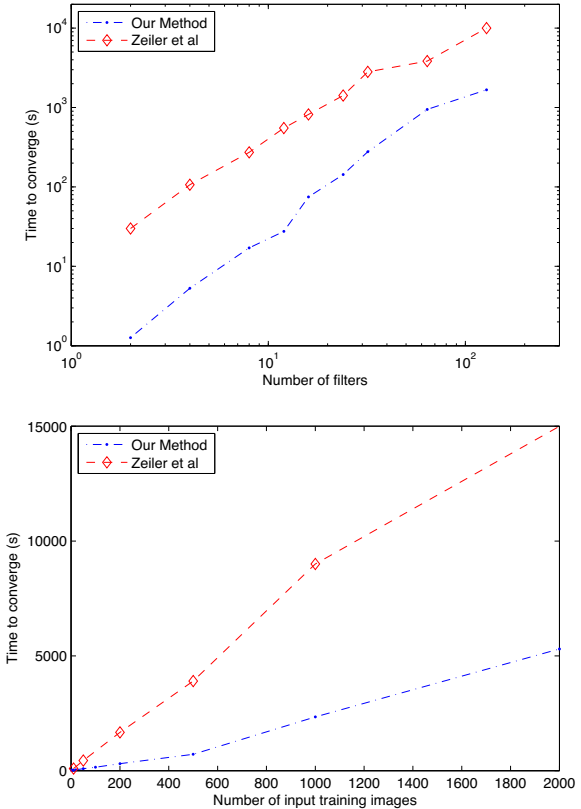 Our Method
Zeiler et al
10^4
10^3
10^2
10^1
10^0
Time to converge (s)
10^0 10^1 10^2
Number of filters
Our Method
Zeiler et al
15000
10000
5000
0
Time to converge (s)
0 200 400 600 800 1000 1200 1400 1600 1800 2000
Number of input training images